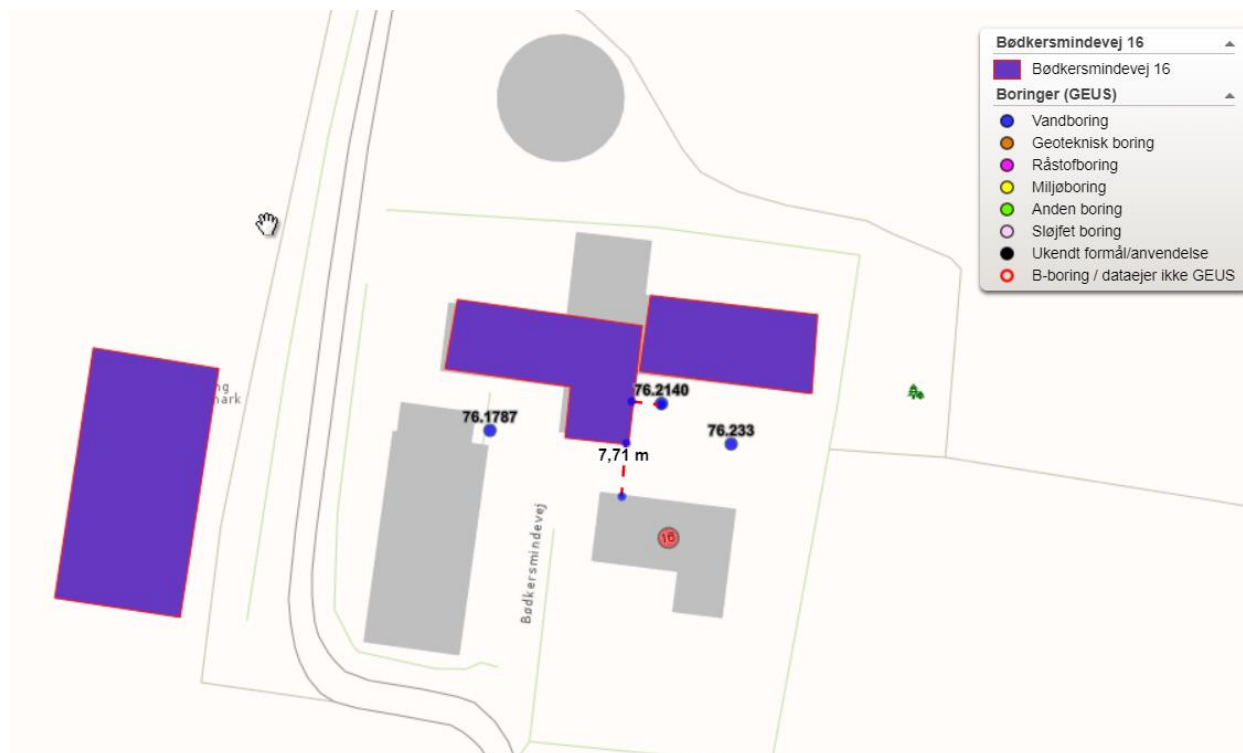 Bødkersmindevej 16
Bødkersmindevej 16
Boringer (GEUS)
Vandboring
Geoteknisk boring
Råstofboring
Miljøboring
Anden boring
Sløjfet boring
Ukendt formål/anvendelse
B-boring / dataejer ikke GEUS
76.2140
76.1787
76.233
7,71 m
16
Bødkersmindevej